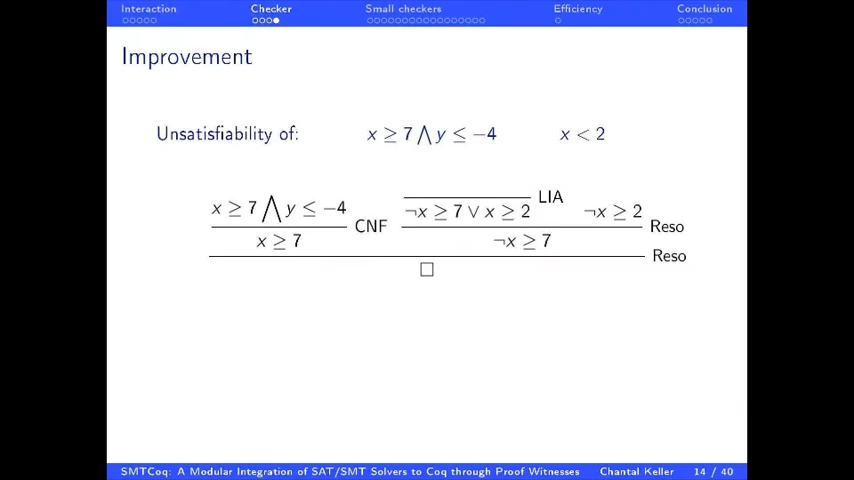 Interaction Checker Small checkers Efficiency Conclusion
Improvement
Unsatisfiability of: x ≥ 7 ⋀ y ≤ −4 x < 2
x ≥ 7 ⋀ y ≤ −4 CNF
x ≥ 7
LIA
¬x ≥ 7 ∨ x ≥ 2 ¬x ≥ 2 Reso
¬x ≥ 7
Reso
□
SMTCoq: A Modular Integration of SAT/SMT Solvers to Coq through Proof Witnesses Chantal Keller 14 / 40